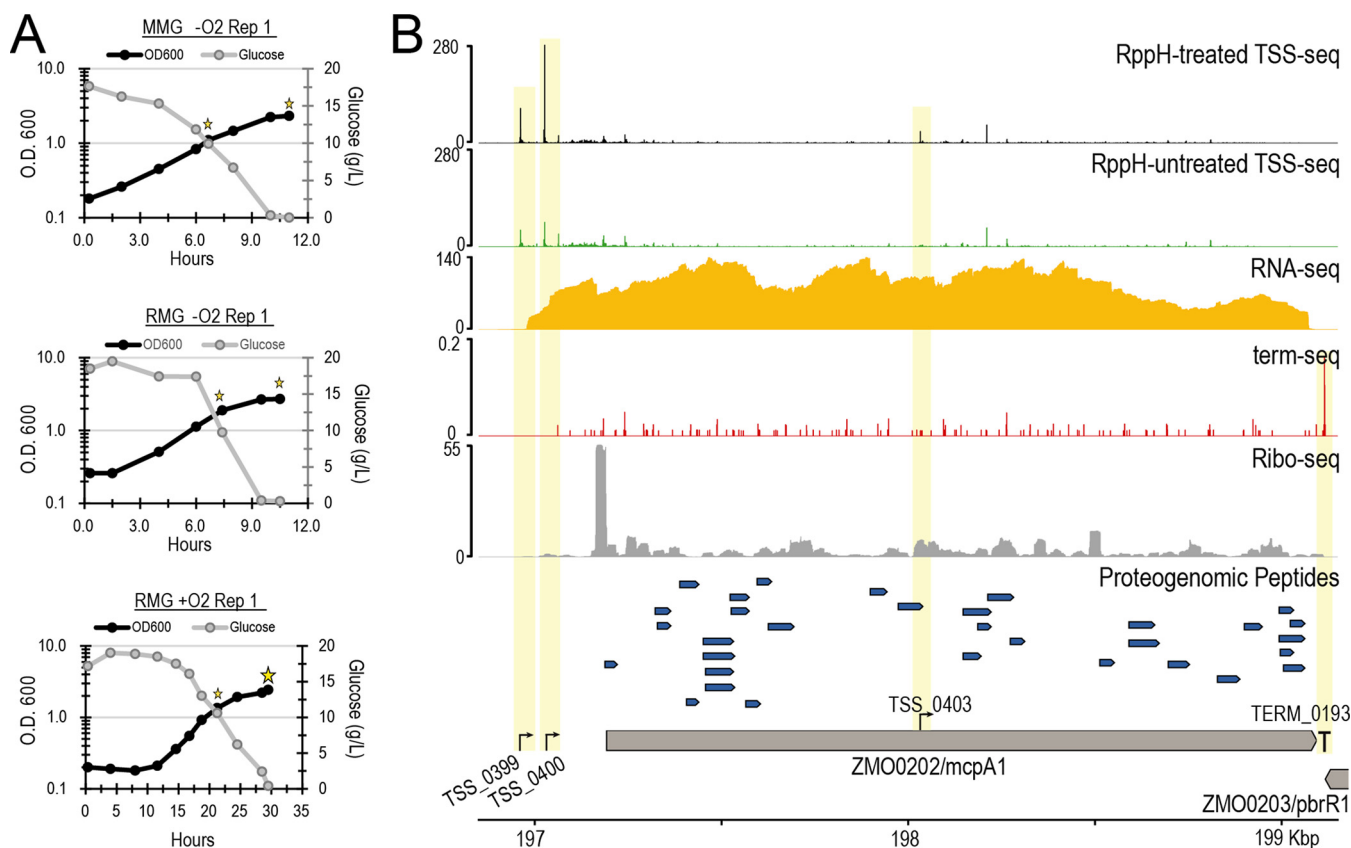 A
MMG -O2 Rep 1
OD600 Glucose
10.0 20
15
1.0 10
5
0.1 0
0.0 3.0 6.0 9.0 12.0
Hours
O.D. 600
Glucose (g/L)
RMG -O2 Rep 1
OD600 Glucose
10.0 20
15
1.0 10
5
0.1 0
0.0 3.0 6.0 9.0 12.0
Hours
O.D. 600
Glucose (g/L)
RMG +O2 Rep 1
OD600 Glucose
10.0 20
15
1.0 10
5
0.1 0
0 5 10 15 20 25 30 35
Hours
O.D. 600
Glucose (g/L)
B
280
RppH-treated TSS-seq
0
280
RppH-untreated TSS-seq
0
140
RNA-seq
0
0.2
term-seq
0
55
Ribo-seq
0
Proteogenomic Peptides
TSS_0403
TERM_0193
T
TSS_0399
TSS_0400
ZMO0202/mcpA1
ZMO0203/pbrR1
197 198 199 Kbp